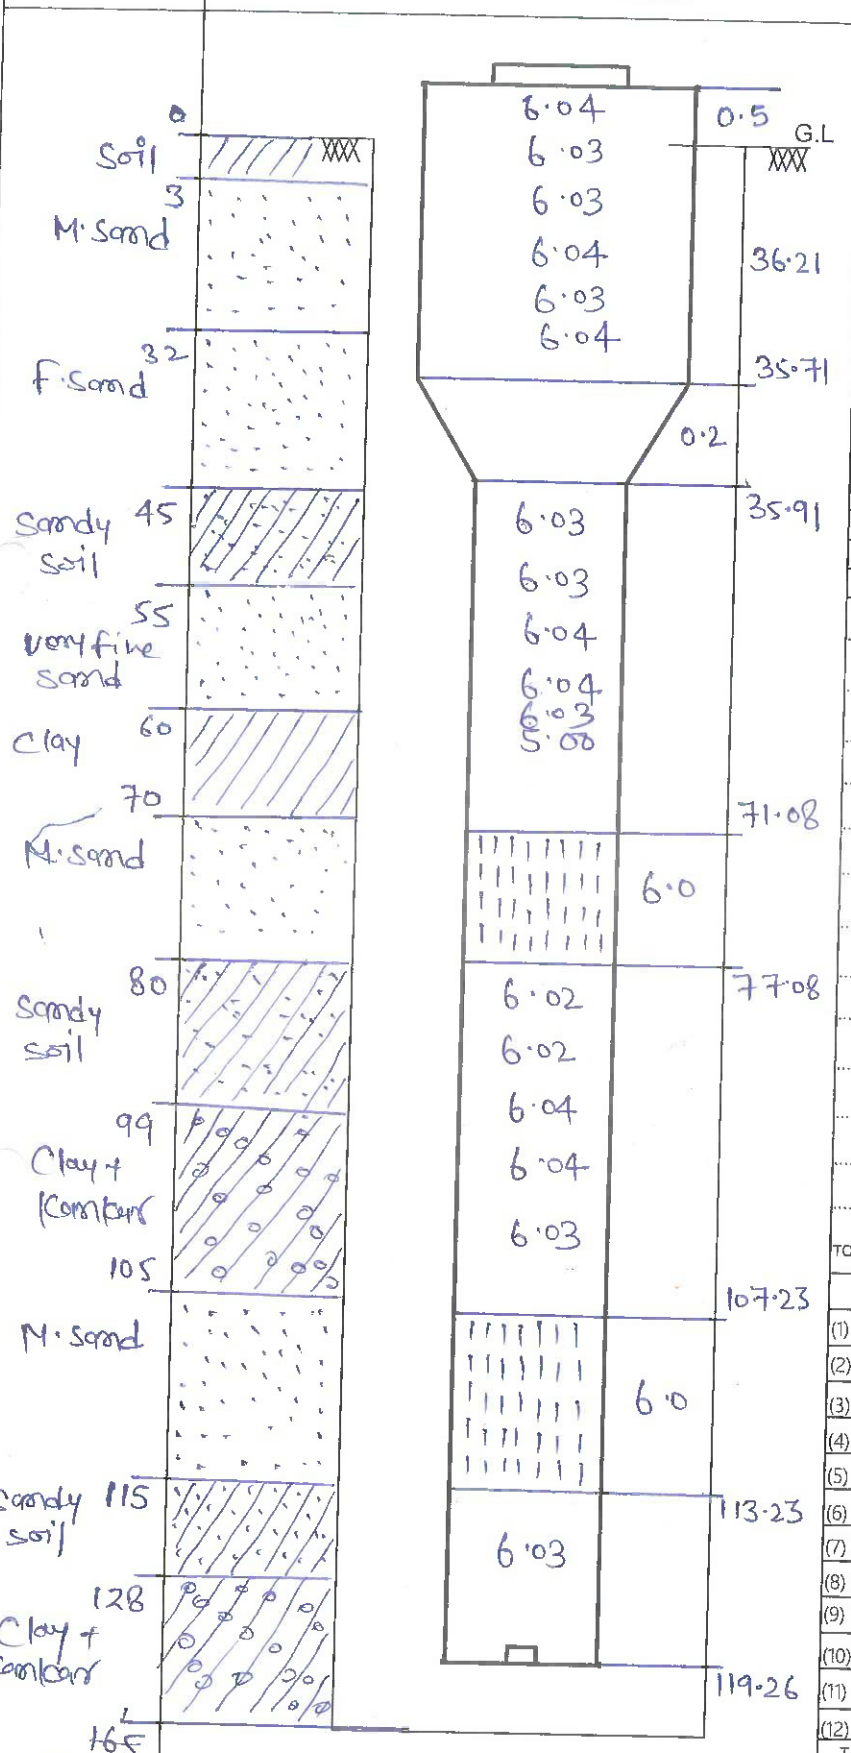 0
Soil
3
M. Sand
32
F. Sand
45
Sandy
Soil
55
very fine
sand
60
Clay
70
M. Sand
80
Sandy
Soil
99
Clay +
Kankar
105
M. Sand
115
Sandy
Soil
128
Clay +
Kankar
6.04
6.03
6.03
6.04
6.03
6.04
0.5
G.L
36.21
35.71
0.2
35.91
6.03
6.03
6.04
6.04
6.03
5.00
71.08
6.0
77.08
6.02
6.02
6.04
6.04
6.03
107.23
6.0
113.23
6.03
119.26
(1)
(2)
(3)
(4)
(5)
(6)
(7)
(8)
(9)
(10)
(11)
(12)